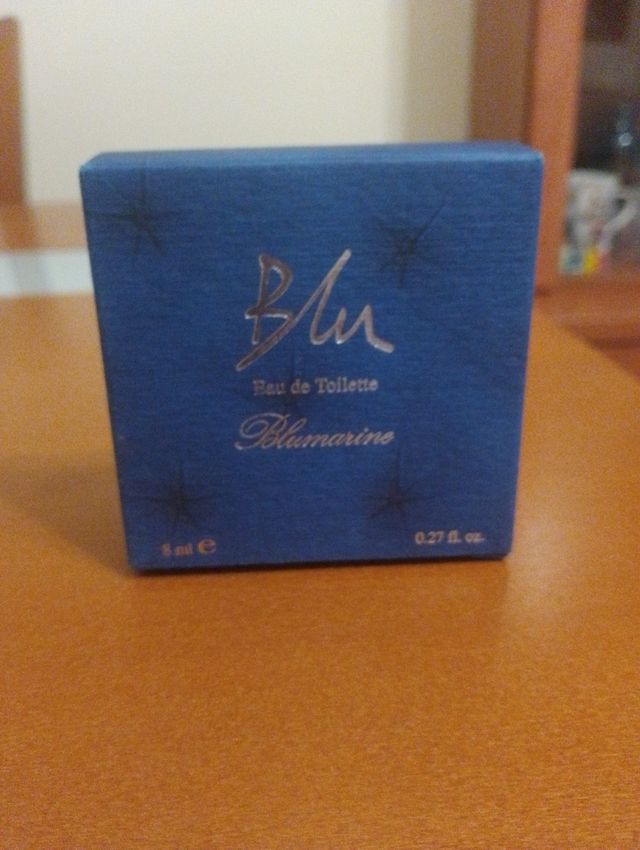 Blu
Eau de Toilette
Blumarine
8 ml ℮
0.27 fl. oz.